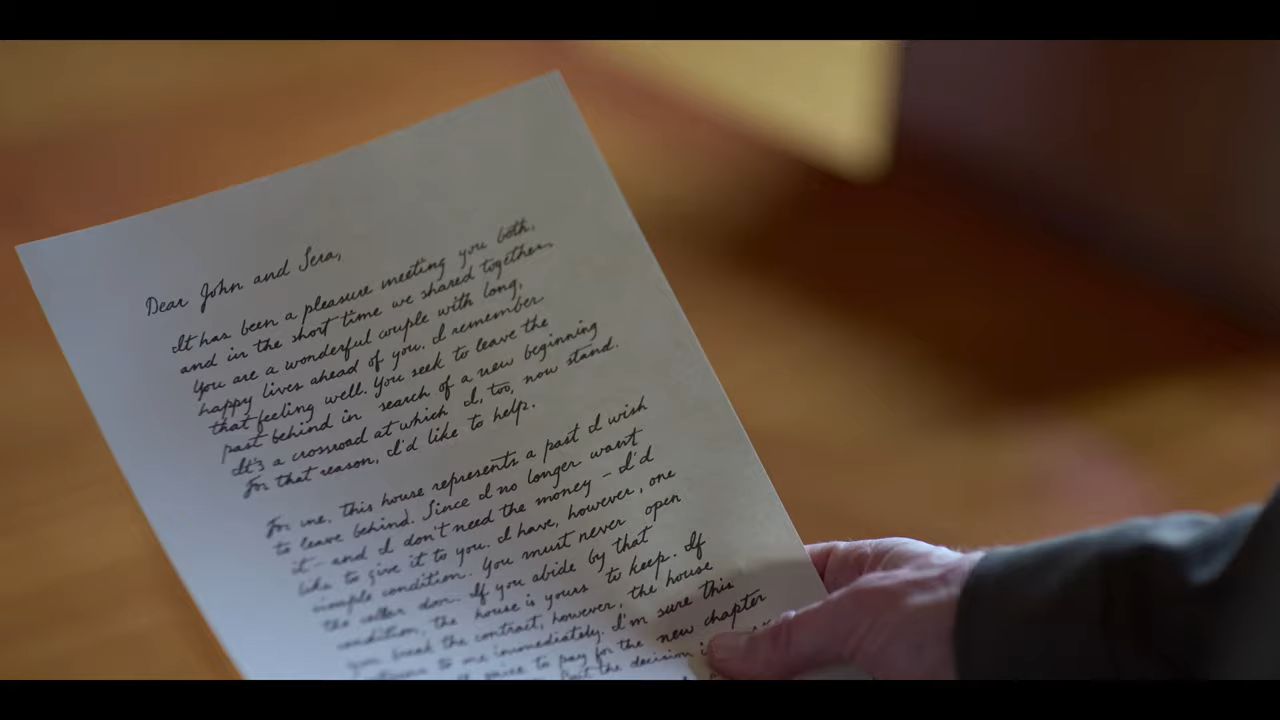 Dear John and Sera,
It has been a pleasure meeting you both,
and in the short time we shared together,
You are a wonderful couple with long,
happy lives ahead of you. I remember
that feeling well. You seek to leave the
past behind in search of a new beginning
It's a crossroad at which I, too, now stand.
For that reason, I'd like to help.
For me, this house represents a past I wish
to leave behind. Since I no longer want
it - and I don't need the money - I'd
like to give it to you. I have, however, one
simple condition. You must never open
the cellar door. If you abide by that
condition, the house is yours to keep. If
you break the contract, however, the house
to me immediately. I'm sure this
to pay for the new chapter
But the decision is